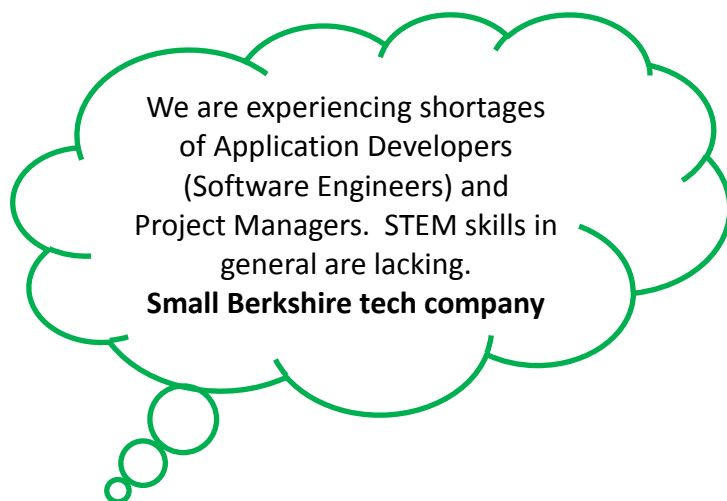 We are experiencing shortages
of Application Developers
(Software Engineers) and
Project Managers.  STEM skills in
general are lacking.
Small Berkshire tech company